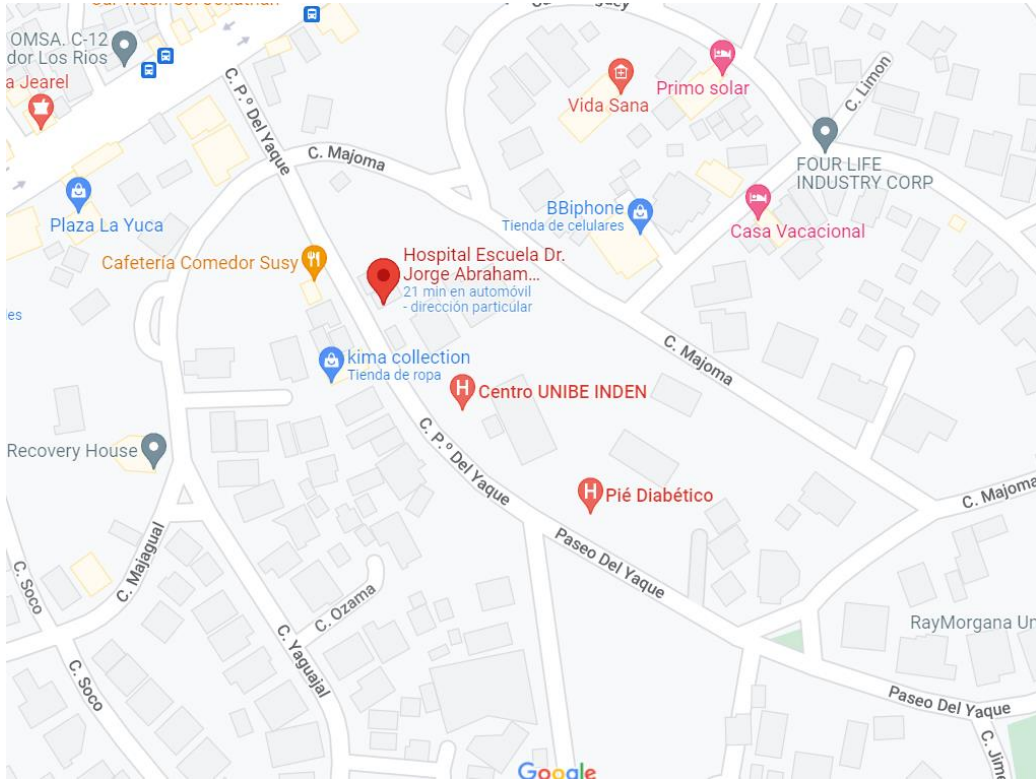 OMSA. C-12
dor Los Rios
a Jearel
C. P.º Del Yaque
C. Majoma
Vida Sana
Primo solar
C. Limon
FOUR LIFE
INDUSTRY CORP
Plaza La Yuca
BBiphone
Tienda de celulares
Casa Vacacional
Cafetería Comedor Susy
Hospital Escuela Dr.
Jorge Abraham...
21 min en automóvil
- dirección particular
es
kima collection
Tienda de ropa
C. Majoma
Centro UNIBE INDEN
C. P.º Del Yaque
Recovery House
Pié Diabético
C. Majoma
Paseo Del Yaque
C. Soco
C. Majagual
C. Ozama
C. Yaguajal
RayMorgana Un
C. Soco
Paseo Del Yaque
C. Jime
Google